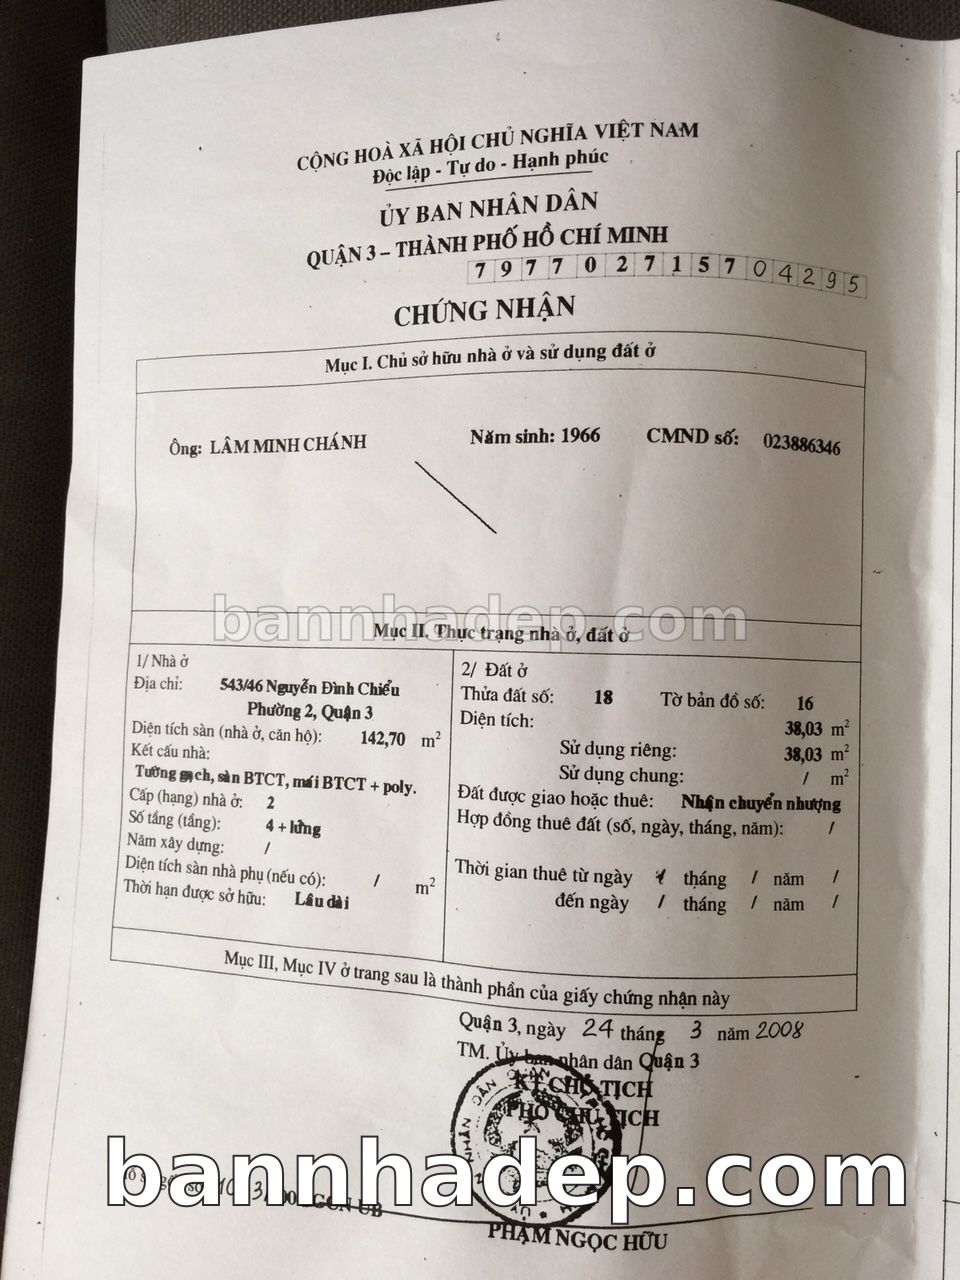 CỘNG HOÀ XÃ HỘI CHỦ NGHĨA VIỆT NAM
Độc lập - Tự do - Hạnh phúc
ỦY BAN NHÂN DÂN
QUẬN 3 – THÀNH PHỐ HỒ CHÍ MINH
797702715704295
CHỨNG NHẬN
Mục I. Chủ sở hữu nhà ở và sử dụng đất ở
Ông: LÂM MINH CHÁNH Năm sinh: 1966 CMND số: 023886346
bannhadep.com
Mục II. Thực trạng nhà ở, đất ở
1/ Nhà ở
Địa chỉ: 543/46 Nguyễn Đình Chiểu
Phường 2, Quận 3
Diện tích sàn (nhà ở, căn hộ): 142,70 m²
Kết cấu nhà:
Tường gạch, sàn BTCT, mái BTCT + poly.
Cấp (hạng) nhà ở: 2
Số tầng (tầng): 4 + lửng
Năm xây dựng: /
Diện tích sàn nhà phụ (nếu có): / m²
Thời hạn được sở hữu: Lâu dài
2/ Đất ở
Thửa đất số: 18 Tờ bản đồ số: 16
Diện tích: 38,03 m²
Sử dụng riêng: 38,03 m²
Sử dụng chung: / m²
Đất được giao hoặc thuê: Nhận chuyển nhượng
Hợp đồng thuê đất (số, ngày, tháng, năm): /
Thời gian thuê từ ngày / tháng / năm /
đến ngày / tháng / năm /
Mục III, Mục IV ở trang sau là thành phần của giấy chứng nhận này
Quận 3, ngày 24 tháng 3 năm 2008
TM. Ủy ban nhân dân Quận 3
KT CHỦ TỊCH
PHÓ CHỦ TỊCH
bannhadep.com
PHẠM NGỌC HỮU